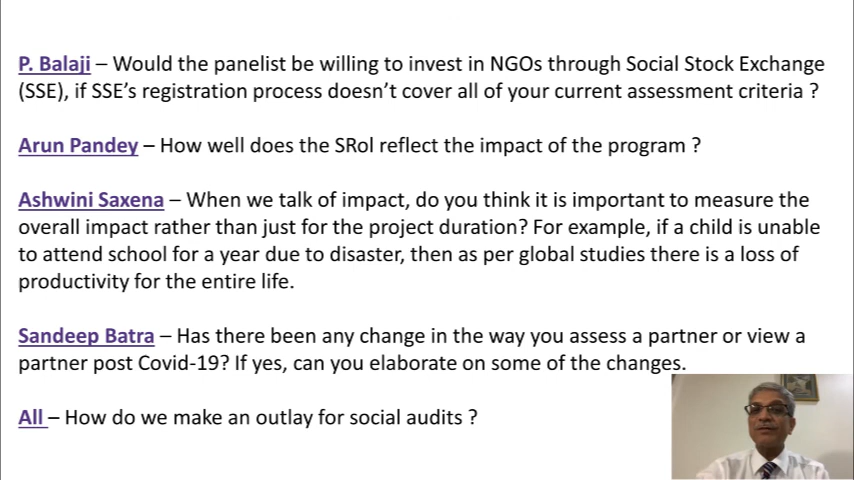 P. Balaji – Would the panelist be willing to invest in NGOs through Social Stock Exchange
(SSE), if SSE’s registration process doesn’t cover all of your current assessment criteria ?
Arun Pandey – How well does the SRoI reflect the impact of the program ?
Ashwini Saxena – When we talk of impact, do you think it is important to measure the
overall impact rather than just for the project duration? For example, if a child is unable
to attend school for a year due to disaster, then as per global studies there is a loss of
productivity for the entire life.
Sandeep Batra – Has there been any change in the way you assess a partner or view a
partner post Covid-19? If yes, can you elaborate on some of the changes.
All – How do we make an outlay for social audits ?